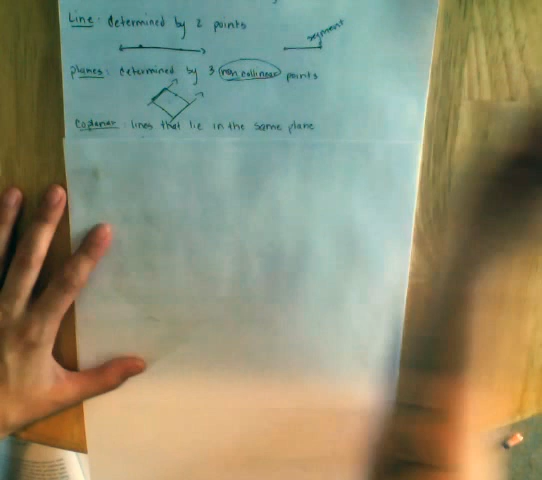 Line: determined by 2 points
segment
planes: determined by 3 non collinear points
Coplanar: lines that lie in the same plane